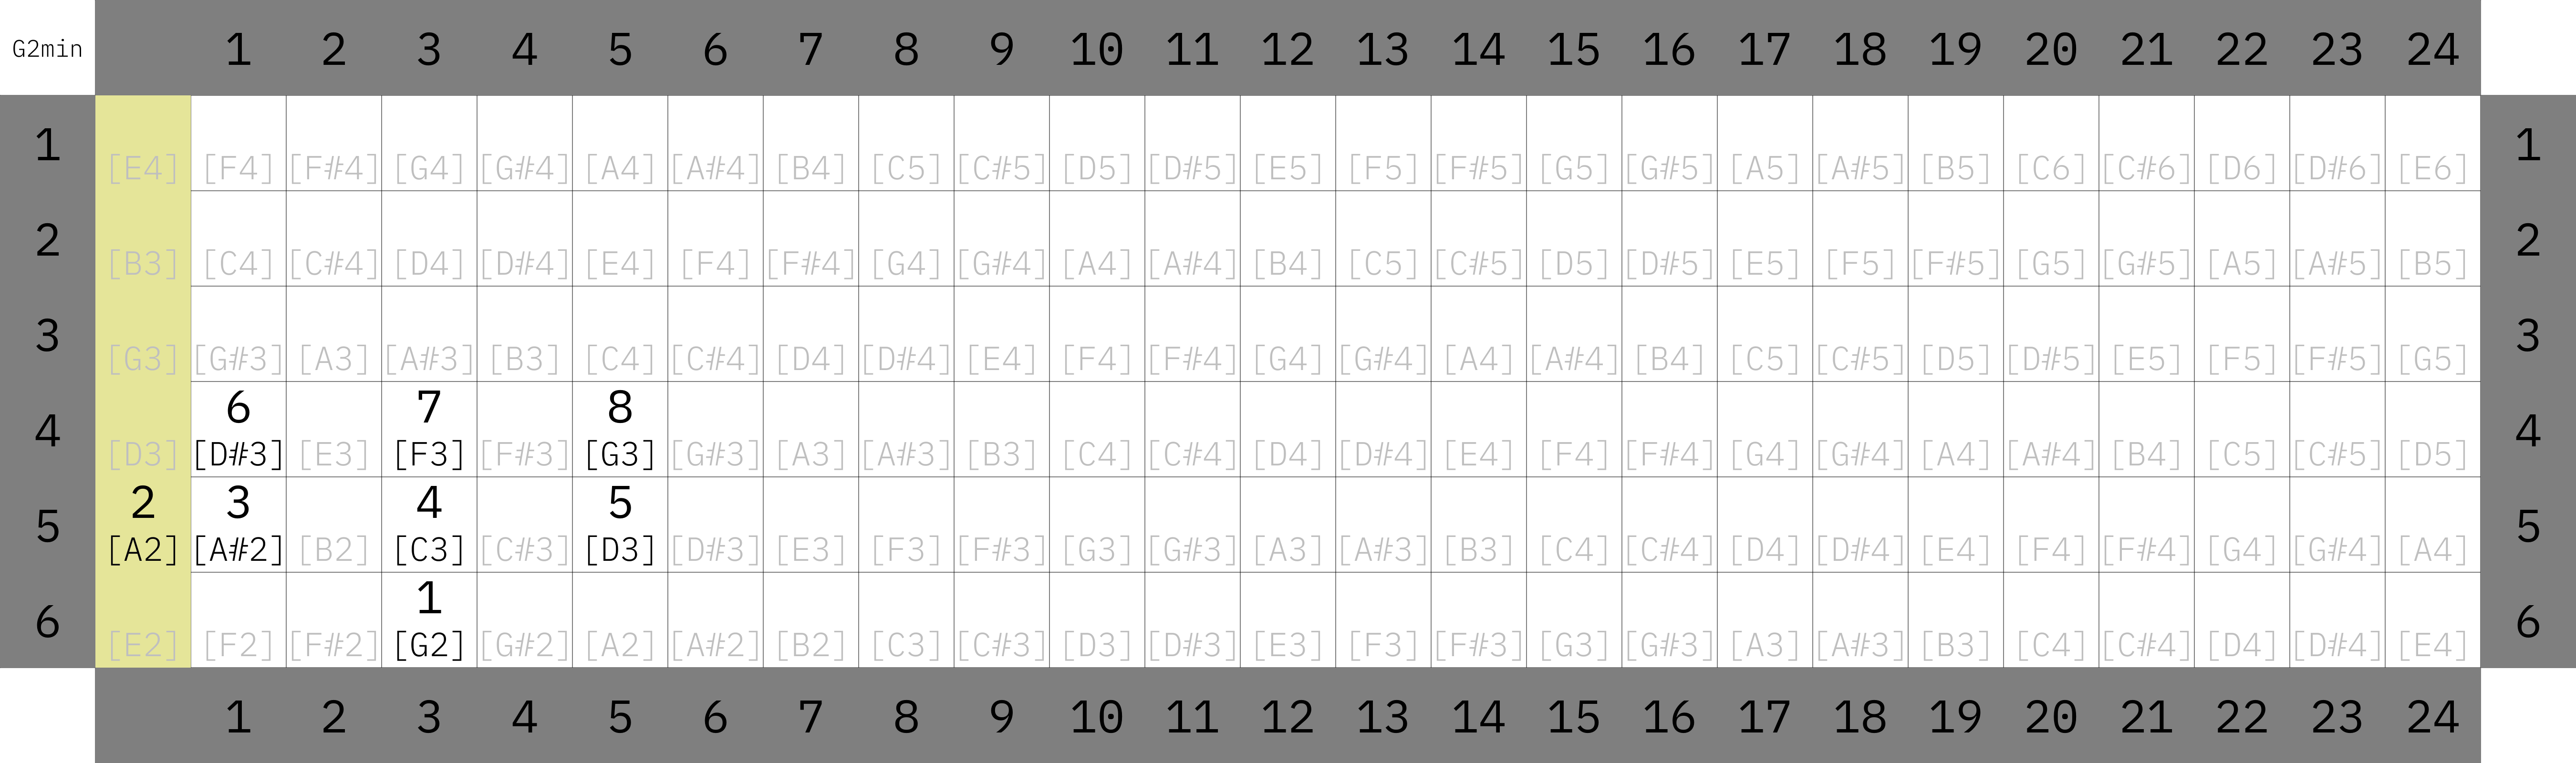 G2min 1 2 3 4 5 6 7 8 9 10 11 12 13 14 15 16 17 18 19 20 21 22 23 24
1 [E4] [F4] [F#4] [G4] [G#4] [A4] [A#4] [B4] [C5] [C#5] [D5] [D#5] [E5] [F5] [F#5] [G5] [G#5] [A5] [A#5] [B5] [C6] [C#6] [D6] [D#6] [E6] 1
2 [B3] [C4] [C#4] [D4] [D#4] [E4] [F4] [F#4] [G4] [G#4] [A4] [A#4] [B4] [C5] [C#5] [D5] [D#5] [E5] [F5] [F#5] [G5] [G#5] [A5] [A#5] [B5] 2
3 [G3] [G#3] [A3] [A#3] [B3] [C4] [C#4] [D4] [D#4] [E4] [F4] [F#4] [G4] [G#4] [A4] [A#4] [B4] [C5] [C#5] [D5] [D#5] [E5] [F5] [F#5] [G5] 3
6 7 8
4 [D3] [D#3] [E3] [F3] [F#3] [G3] [G#3] [A3] [A#3] [B3] [C4] [C#4] [D4] [D#4] [E4] [F4] [F#4] [G4] [G#4] [A4] [A#4] [B4] [C5] [C#5] [D5] 4
2 3 4 5
5 [A2] [A#2] [B2] [C3] [C#3] [D3] [D#3] [E3] [F3] [F#3] [G3] [G#3] [A3] [A#3] [B3] [C4] [C#4] [D4] [D#4] [E4] [F4] [F#4] [G4] [G#4] [A4] 5
1
6 [E2] [F2] [F#2] [G2] [G#2] [A2] [A#2] [B2] [C3] [C#3] [D3] [D#3] [E3] [F3] [F#3] [G3] [G#3] [A3] [A#3] [B3] [C4] [C#4] [D4] [D#4] [E4] 6
1 2 3 4 5 6 7 8 9 10 11 12 13 14 15 16 17 18 19 20 21 22 23 24